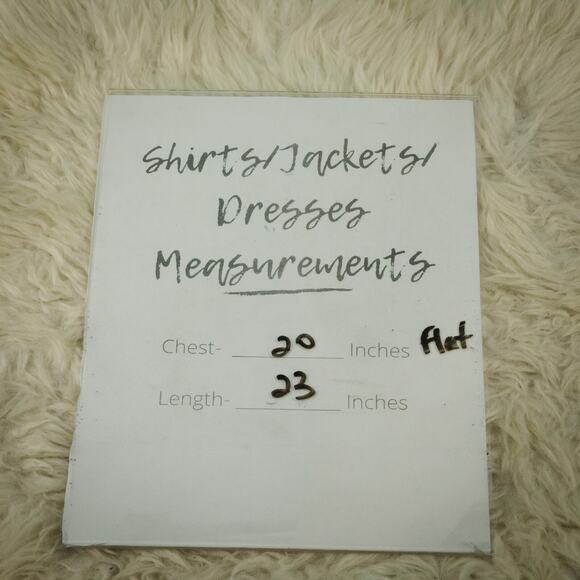 Shirts/Jackets/
Dresses
Measurements
Chest- 20 Inches Flat
Length- 23 Inches